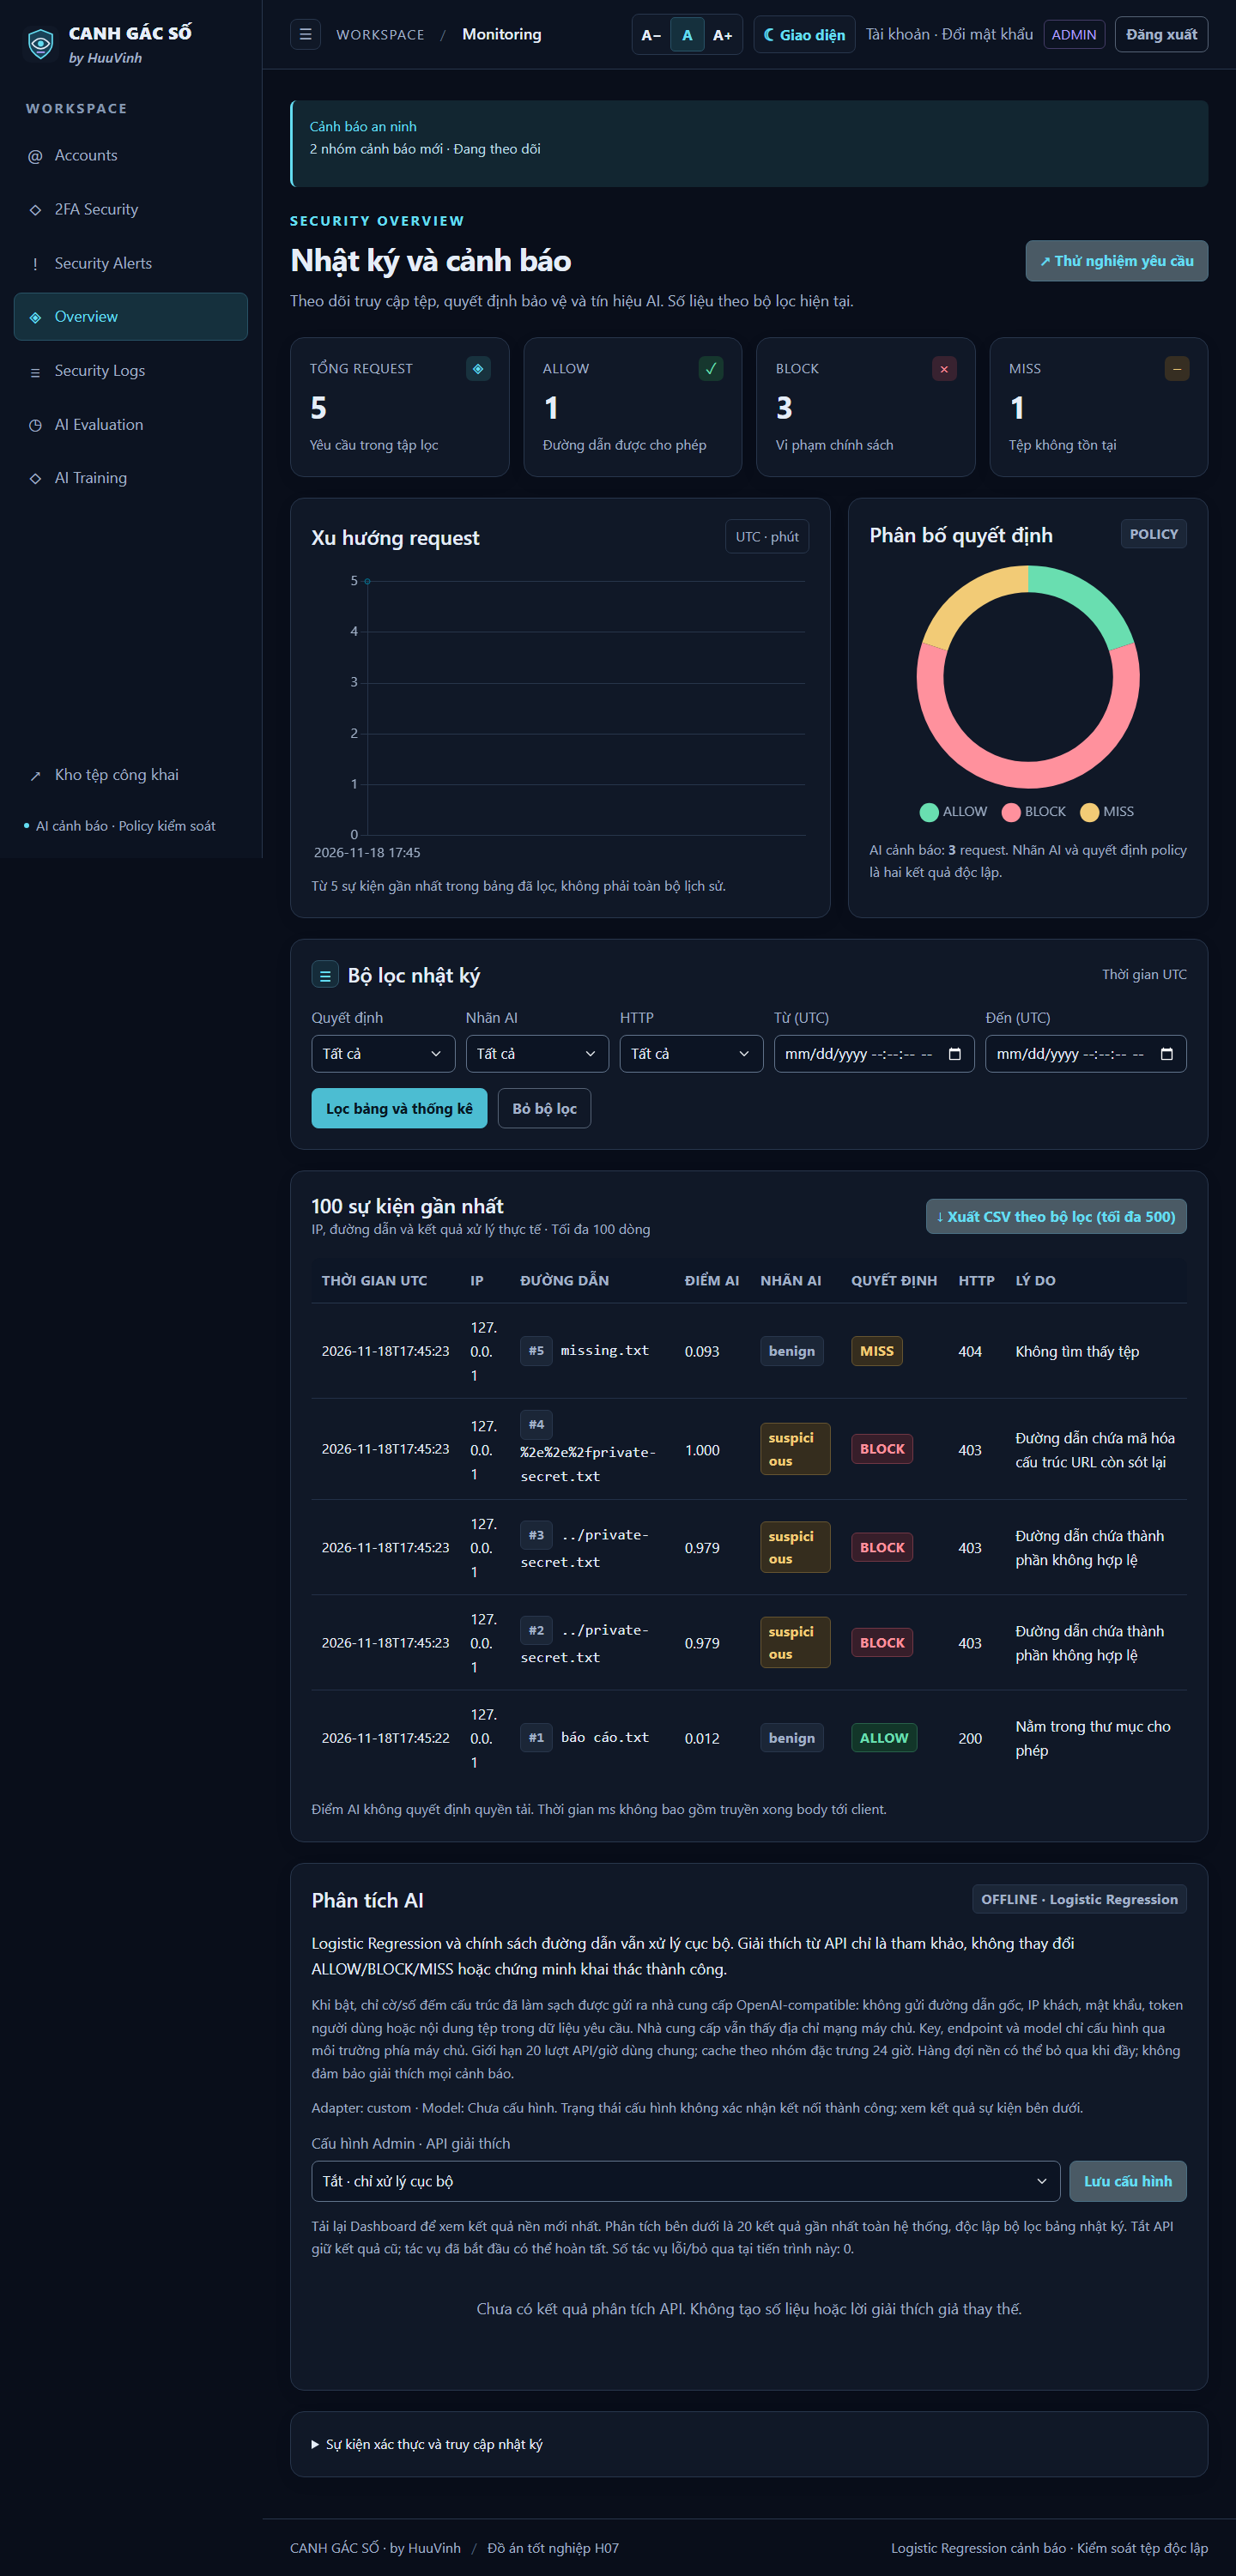 CANH GÁC SỐ
by HuuVinh
WORKSPACE
@ Accounts
2FA Security
! Security Alerts
Overview
Security Logs
AI Evaluation
AI Training
↗ Kho tệp công khai
AI cảnh báo · Policy kiểm soát
☰ WORKSPACE / Monitoring A− A A+ ☾ Giao diện Tài khoản · Đổi mật khẩu ADMIN Đăng xuất
Cảnh báo an ninh
2 nhóm cảnh báo mới · Đang theo dõi
SECURITY OVERVIEW
Nhật ký và cảnh báo
↗ Thử nghiệm yêu cầu
Theo dõi truy cập tệp, quyết định bảo vệ và tín hiệu AI. Số liệu theo bộ lọc hiện tại.
TỔNG REQUEST
5
Yêu cầu trong tập lọc
ALLOW ✓
1
Đường dẫn được cho phép
BLOCK ×
3
Vi phạm chính sách
MISS −
1
Tệp không tồn tại
Xu hướng request
UTC · phút
5
4
3
2
1
0
2026-11-18 17:45
Từ 5 sự kiện gần nhất trong bảng đã lọc, không phải toàn bộ lịch sử.
Phân bố quyết định
POLICY
ALLOW BLOCK MISS
AI cảnh báo: 3 request. Nhãn AI và quyết định policy
là hai kết quả độc lập.
Bộ lọc nhật ký
Thời gian UTC
Quyết định Nhãn AI HTTP Từ (UTC) Đến (UTC)
Tất cả Tất cả Tất cả mm/dd/yyyy --:--:-- -- mm/dd/yyyy --:--:-- --
Lọc bảng và thống kê Bỏ bộ lọc
100 sự kiện gần nhất
IP, đường dẫn và kết quả xử lý thực tế · Tối đa 100 dòng
↓ Xuất CSV theo bộ lọc (tối đa 500)
THỜI GIAN UTC IP ĐƯỜNG DẪN ĐIỂM AI NHÃN AI QUYẾT ĐỊNH HTTP LÝ DO
127.
2026-11-18T17:45:23 0.0. #5 missing.txt 0.093 benign MISS 404 Không tìm thấy tệp
1
127. #4 suspici Đường dẫn chứa mã hóa
2026-11-18T17:45:23 0.0. %2e%2e%2fprivate- 1.000 BLOCK 403
1 secret.txt ous cấu trúc URL còn sót lại
127. #3 ../private- suspici Đường dẫn chứa thành
2026-11-18T17:45:23 0.0. 0.979 BLOCK 403
1 secret.txt ous phần không hợp lệ
127. #2 ../private- suspici Đường dẫn chứa thành
2026-11-18T17:45:23 0.0. 0.979 BLOCK 403
1 secret.txt ous phần không hợp lệ
127. Nằm trong thư mục cho
2026-11-18T17:45:22 0.0. #1 báo cáo.txt 0.012 benign ALLOW 200
1 phép
Điểm AI không quyết định quyền tải. Thời gian ms không bao gồm truyền xong body tới client.
Phân tích AI
OFFLINE · Logistic Regression
Logistic Regression và chính sách đường dẫn vẫn xử lý cục bộ. Giải thích từ API chỉ là tham khảo, không thay đổi
ALLOW/BLOCK/MISS hoặc chứng minh khai thác thành công.
Khi bật, chỉ cờ/số đếm cấu trúc đã làm sạch được gửi ra nhà cung cấp OpenAI-compatible: không gửi đường dẫn gốc, IP khách, mật khẩu, token
người dùng hoặc nội dung tệp trong dữ liệu yêu cầu. Nhà cung cấp vẫn thấy địa chỉ mạng máy chủ. Key, endpoint và model chỉ cấu hình qua
môi trường phía máy chủ. Giới hạn 20 lượt API/giờ dùng chung; cache theo nhóm đặc trưng 24 giờ. Hàng đợi nền có thể bỏ qua khi đầy; không
đảm bảo giải thích mọi cảnh báo.
Adapter: custom · Model: Chưa cấu hình. Trạng thái cấu hình không xác nhận kết nối thành công; xem kết quả sự kiện bên dưới.
Cấu hình Admin · API giải thích
Tắt · chỉ xử lý cục bộ
Lưu cấu hình
Tải lại Dashboard để xem kết quả nền mới nhất. Phân tích bên dưới là 20 kết quả gần nhất toàn hệ thống, độc lập bộ lọc bảng nhật ký. Tắt API
giữ kết quả cũ; tác vụ đã bắt đầu có thể hoàn tất. Số tác vụ lỗi/bỏ qua tại tiến trình này: 0.
Chưa có kết quả phân tích API. Không tạo số liệu hoặc lời giải thích giả thay thế.
▶ Sự kiện xác thực và truy cập nhật ký
CANH GÁC SỐ · by HuuVinh / Đồ án tốt nghiệp H07
Logistic Regression cảnh báo · Kiểm soát tệp độc lập